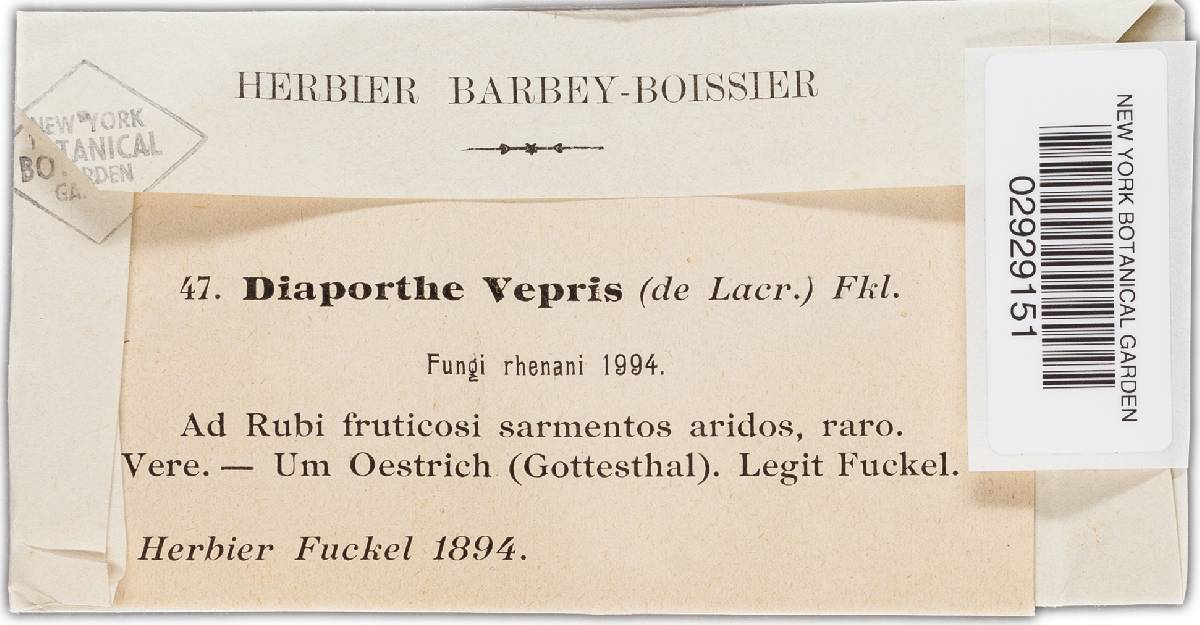 HERBIER BARBEY-BOISSIER
NEW YORK
TANICAL
BO RDEN
GA.
47. Diaporthe Vepris (de Lacr.) Fkl.
Fungi rhenani 1994.
Ad Rubi fruticosi sarmentos aridos, raro.
Vere. — Um Oestrich (Gottesthal). Legit Fuckel.
Herbier Fuckel 1894.
NEW YORK BOTANICAL GARDEN
02929151